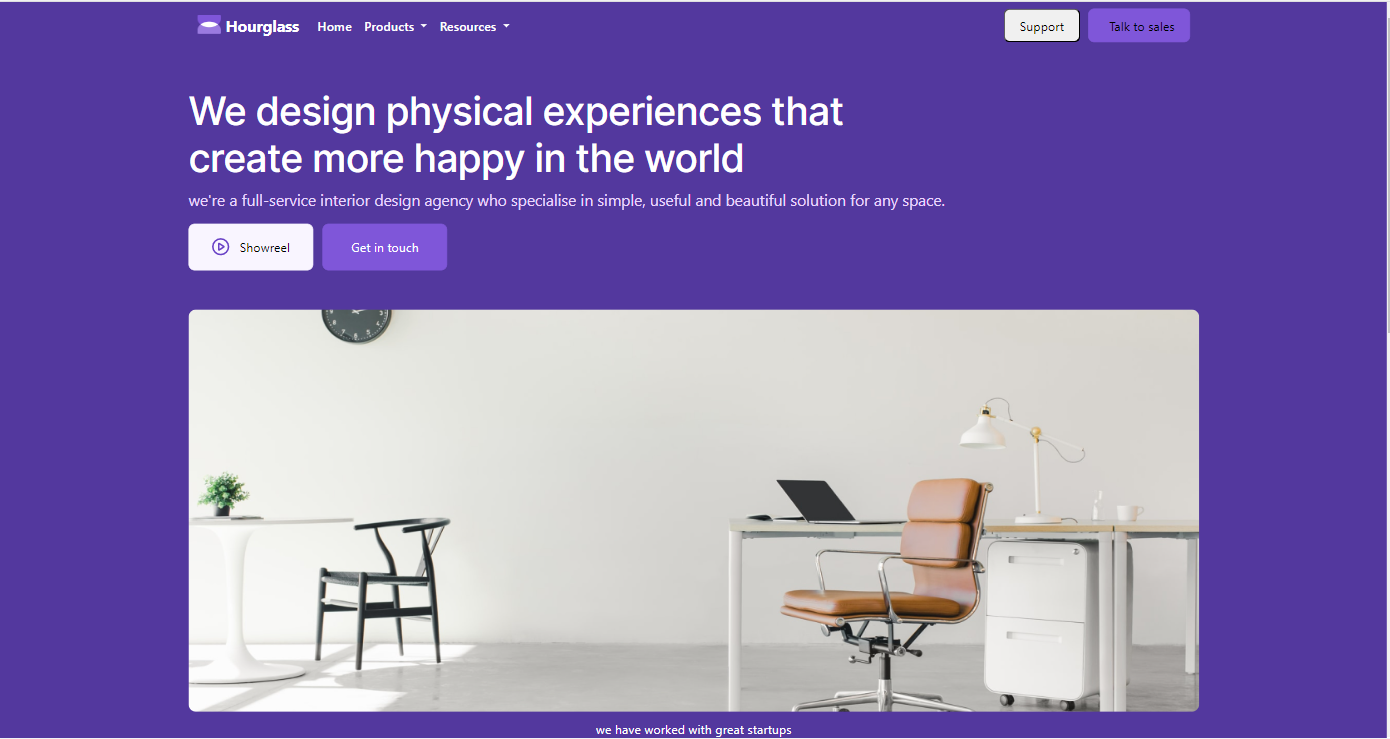 Hourglass Home Products Resources Support Talk to sales
We design physical experiences that
create more happy in the world
we're a full-service interior design agency who specialise in simple, useful and beautiful solution for any space.
Showreel Get in touch
we have worked with great startups